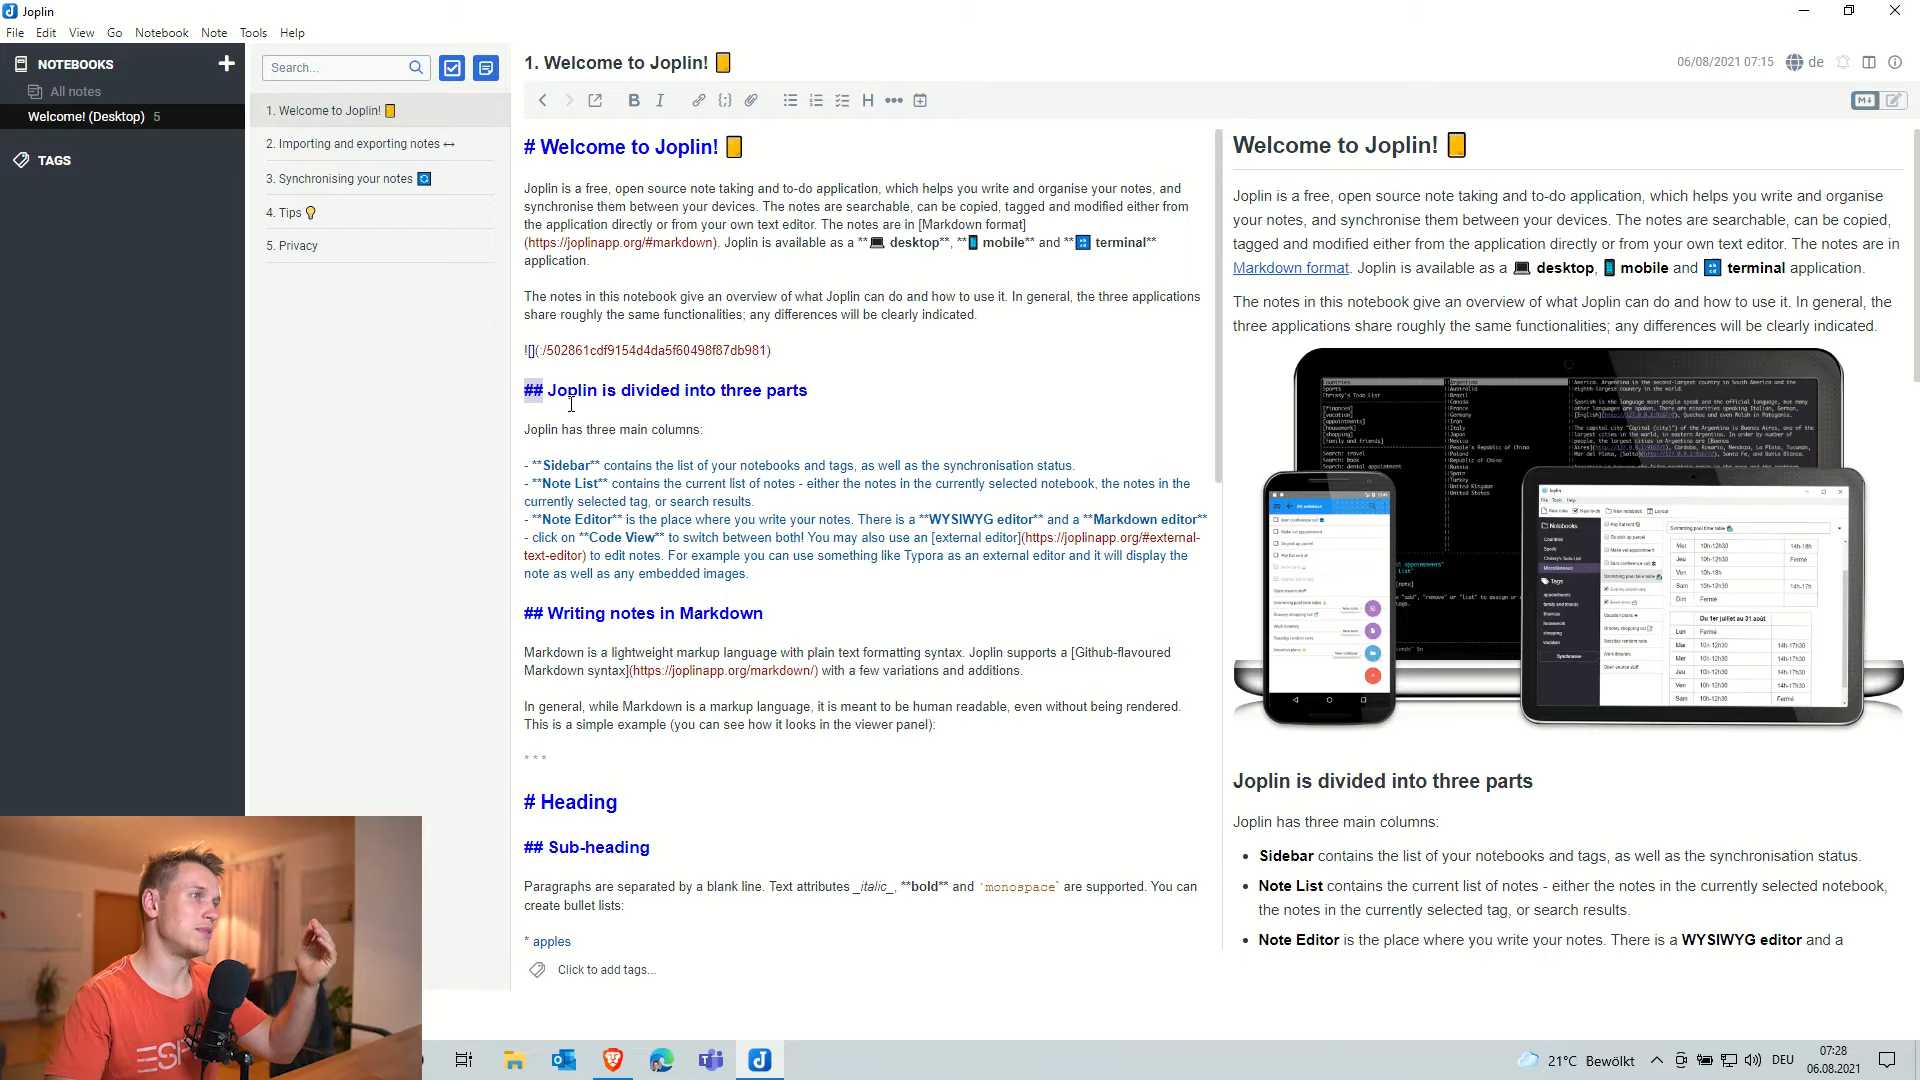 Joplin
File Edit View Go Notebook Note Tools Help
NOTEBOOKS
All notes
Welcome! (Desktop) 5
TAGS
Search...
1. Welcome to Joplin!
2. Importing and exporting notes ↔
3. Synchronising your notes
4. Tips
5. Privacy
1. Welcome to Joplin!
06/08/2021 07:15 de
B I H
M
# Welcome to Joplin!
Joplin is a free, open source note taking and to-do application, which helps you write and organise your notes, and
synchronise them between your devices. The notes are searchable, can be copied, tagged and modified either from
the application directly or from your own text editor. The notes are in [Markdown format]
(https://joplinapp.org/#markdown). Joplin is available as a **💻 desktop**, **📱 mobile** and **🔡 terminal**
application.
The notes in this notebook give an overview of what Joplin can do and how to use it. In general, the three applications
share roughly the same functionalities; any differences will be clearly indicated.
![](:/502861cdf9154d4da5f60498f87db981)
## Joplin is divided into three parts
Joplin has three main columns:
- **Sidebar** contains the list of your notebooks and tags, as well as the synchronisation status.
- **Note List** contains the current list of notes - either the notes in the currently selected notebook, the notes in the
currently selected tag, or search results.
- **Note Editor** is the place where you write your notes. There is a **WYSIWYG editor** and a **Markdown editor**
- click on **Code View** to switch between both! You may also use an [external editor](https://joplinapp.org/#external-
text-editor) to edit notes. For example you can use something like Typora as an external editor and it will display the
note as well as any embedded images.
## Writing notes in Markdown
Markdown is a lightweight markup language with plain text formatting syntax. Joplin supports a [Github-flavoured
Markdown syntax](https://joplinapp.org/markdown/) with a few variations and additions.
In general, while Markdown is a markup language, it is meant to be human readable, even without being rendered.
This is a simple example (you can see how it looks in the viewer panel):
* * *
# Heading
## Sub-heading
Paragraphs are separated by a blank line. Text attributes _italic_, **bold** and `monospace` are supported. You can
create bullet lists:
* apples
Click to add tags...
Welcome to Joplin!
Joplin is a free, open source note taking and to-do application, which helps you write and organise
your notes, and synchronise them between your devices. The notes are searchable, can be copied,
tagged and modified either from the application directly or from your own text editor. The notes are in
Markdown format. Joplin is available as a 💻 desktop, 📱 mobile and 🔡 terminal application.
The notes in this notebook give an overview of what Joplin can do and how to use it. In general, the
three applications share roughly the same functionalities; any differences will be clearly indicated.
Joplin is divided into three parts
Joplin has three main columns:
• Sidebar contains the list of your notebooks and tags, as well as the synchronisation status.
• Note List contains the current list of notes - either the notes in the currently selected notebook,
the notes in the currently selected tag, or search results.
• Note Editor is the place where you write your notes. There is a WYSIWYG editor and a
21°C Bewölkt DEU
07:28
06.08.2021